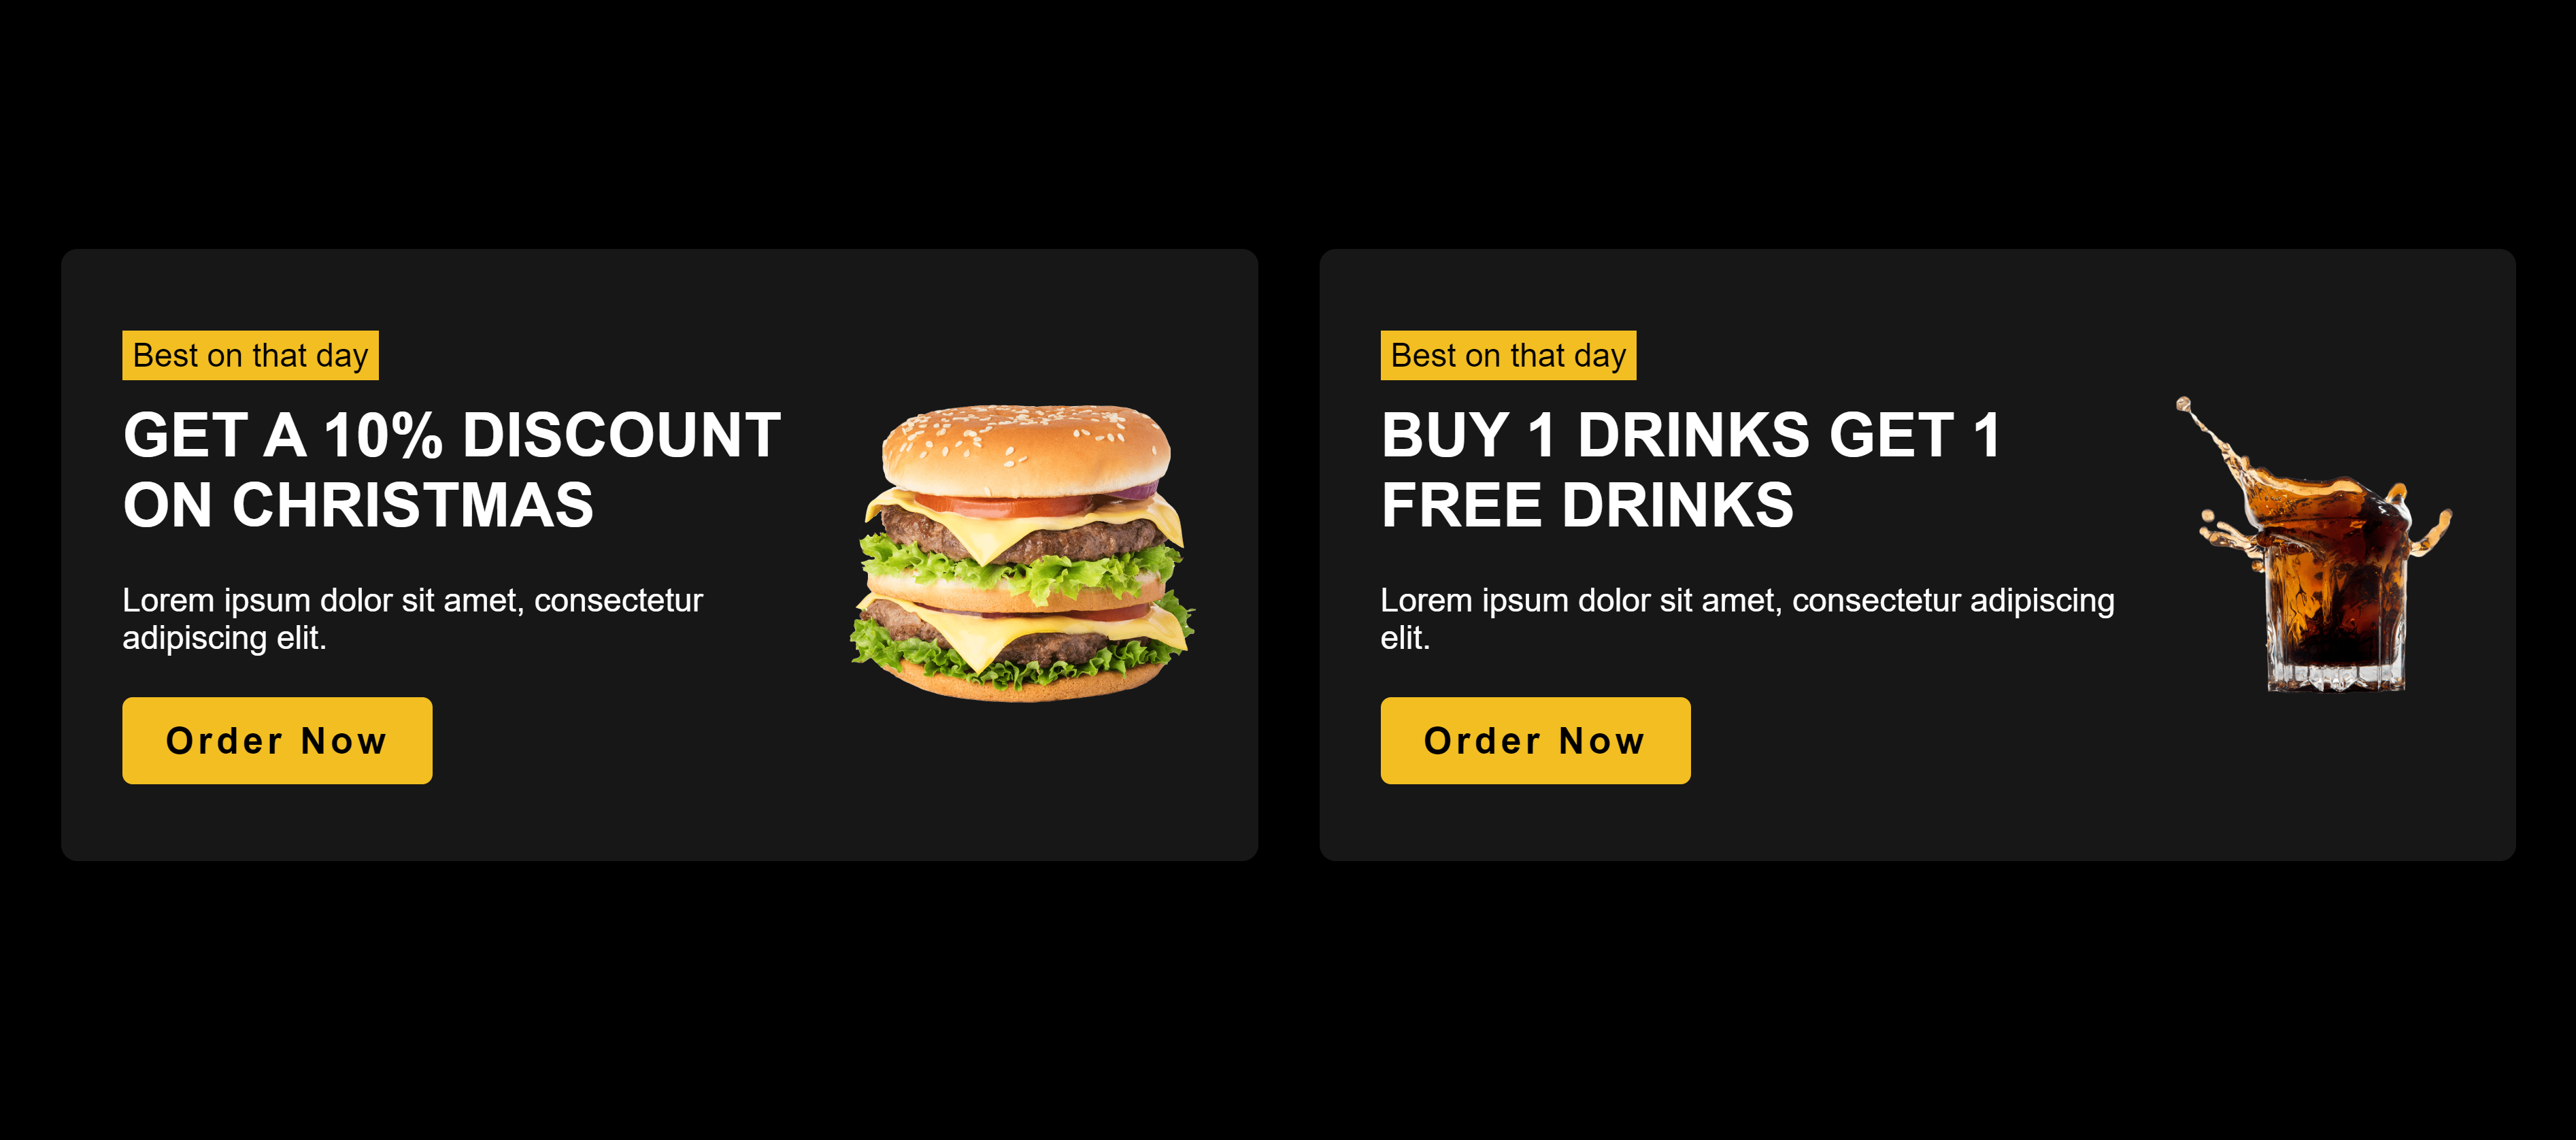 Best on that day
GET A 10% DISCOUNT
ON CHRISTMAS
Lorem ipsum dolor sit amet, consectetur
adipiscing elit.
Order Now
Best on that day
BUY 1 DRINKS GET 1
FREE DRINKS
Lorem ipsum dolor sit amet, consectetur adipiscing
elit.
Order Now